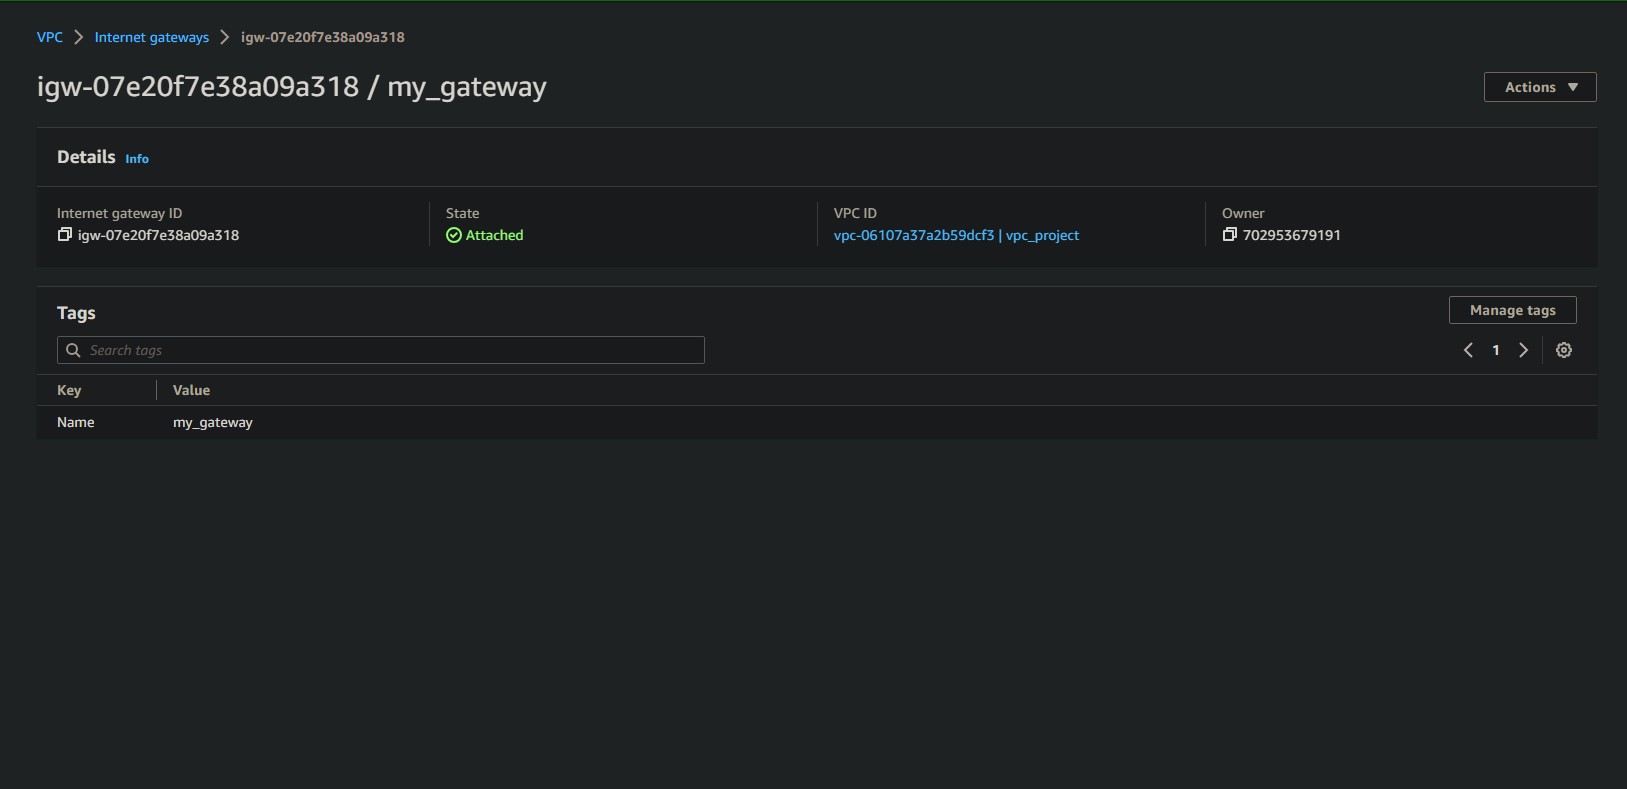 VPC > Internet gateways > igw-07e20f7e38a09a318
igw-07e20f7e38a09a318 / my_gateway
Actions
Details Info
Internet gateway ID
igw-07e20f7e38a09a318
State
Attached
VPC ID
vpc-06107a37a2b59dcf3 | vpc_project
Owner
702953679191
Tags
Manage tags
Search tags
1
Key Value
Name my_gateway